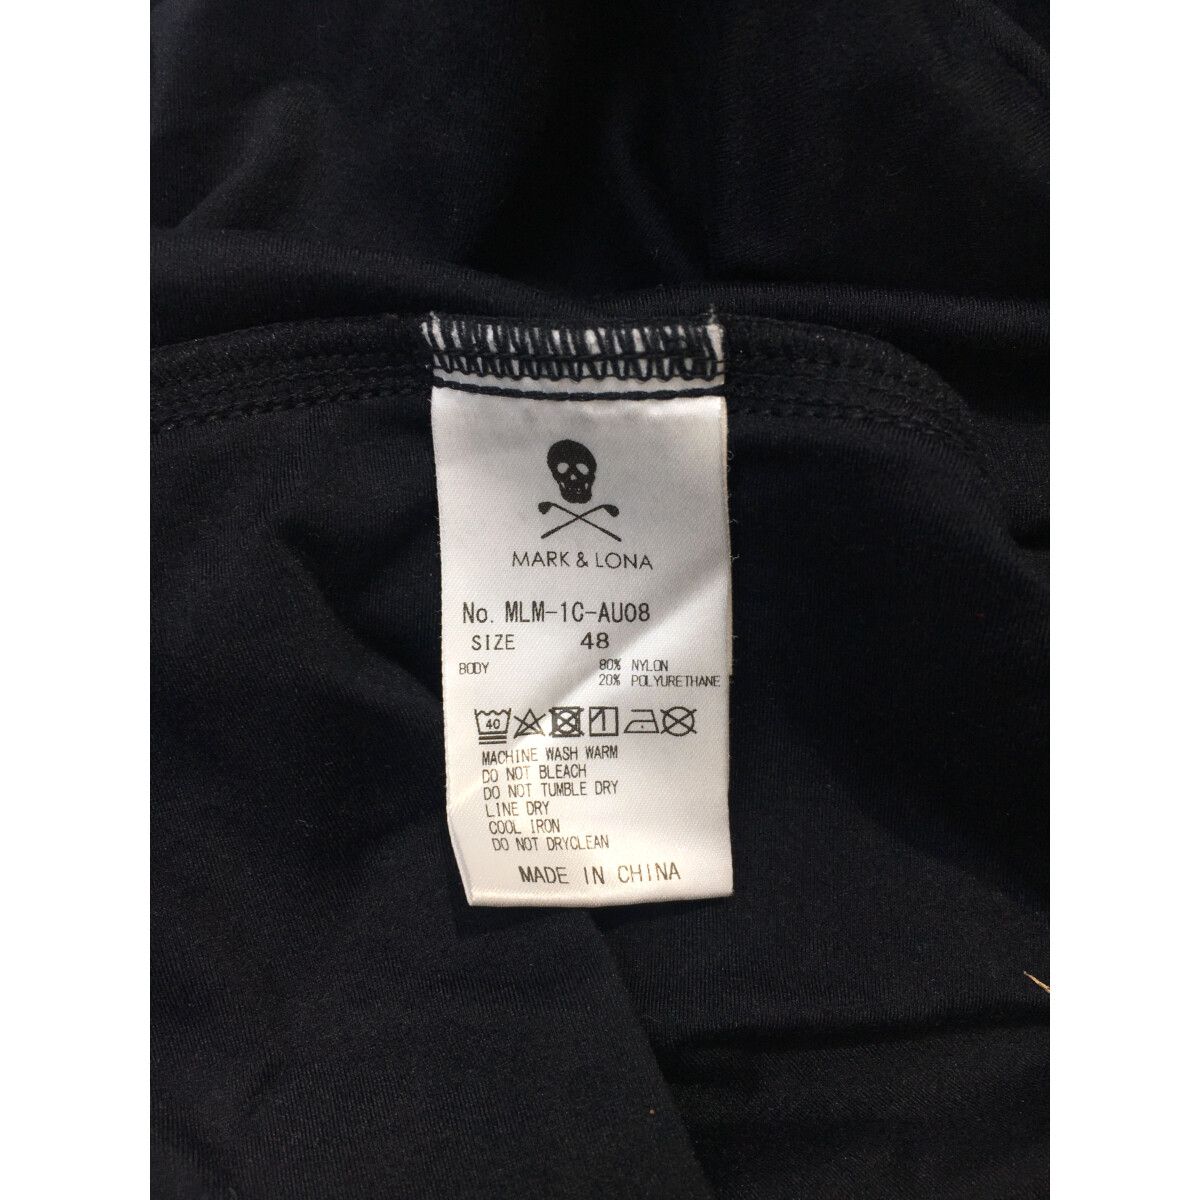 MARK & LONA
No. MLM-1C-AU08
SIZE 48
BODY 80% NYLON
20% POLYURETHANE
40
MACHINE WASH WARM
DO NOT BLEACH
DO NOT TUMBLE DRY
LINE DRY
COOL IRON
DO NOT DRYCLEAN
MADE IN CHINA